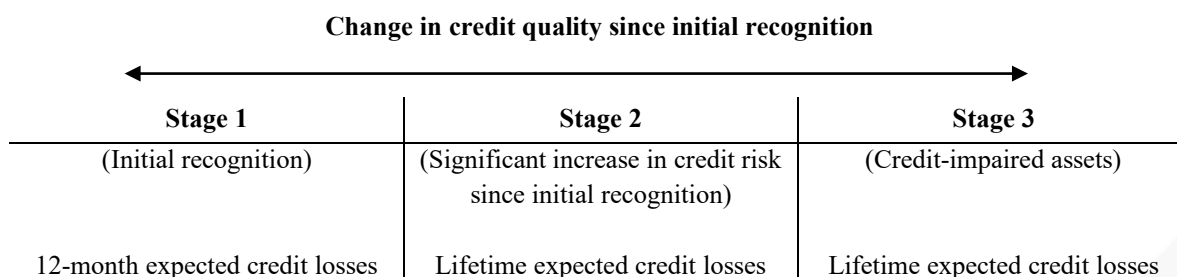 Change in credit quality since initial recognition
Stage 1
Stage 2
Stage 3
(Initial recognition)
(Significant increase in credit risk
since initial recognition)
(Credit-impaired assets)
12-month expected credit losses
Lifetime expected credit losses
Lifetime expected credit losses